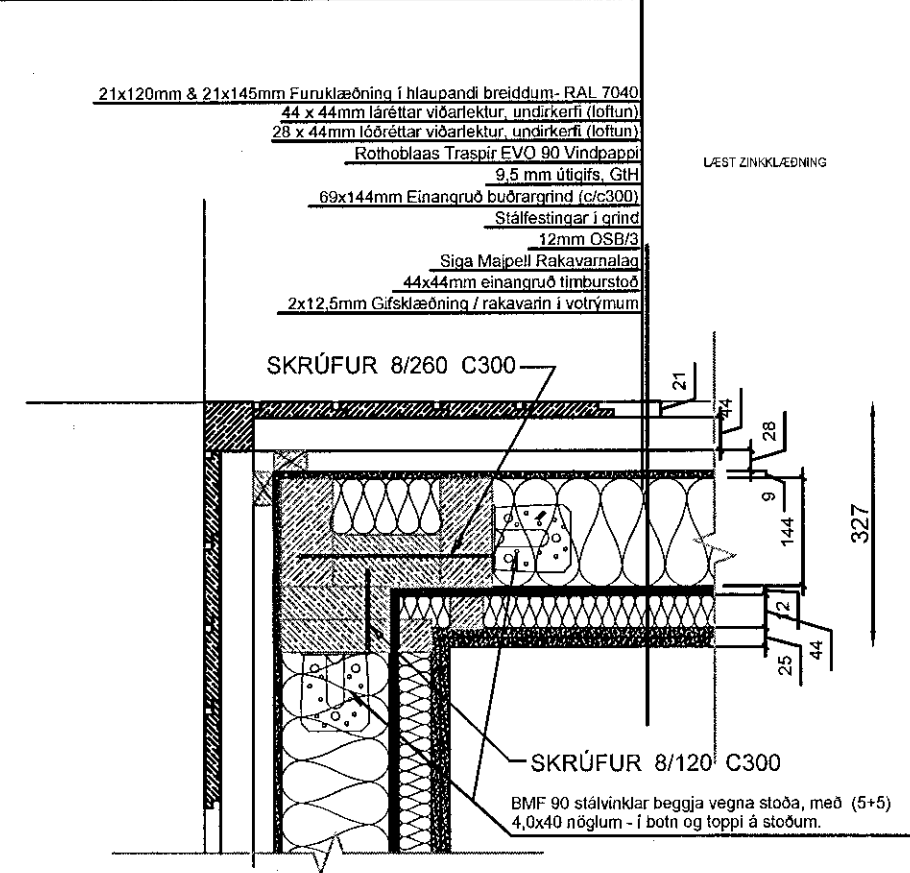 21x120mm & 21x145mm Furuklæðning í hlaupandi breiddum- RAL 7040
44 x 44mm láréttar viðarlektur, undirkerfi (loftun)
28 x 44mm lóðréttar viðarlektur, undirkerfi (loftun)
Rothoblaas Traspir EVO 90 Vindpappi
LÆST ZINKKLÆÐNING
9,5 mm útigifs, GtH
69x144mm Einangruð burðargrind (c/c300)
Stálfestingar í grind
12mm OSB/3
Siga Majpell Rakavarnalag
44x44mm einangruð timburstoð
2x12,5mm Gifsklæðning / rakavarin í votrýmum
SKRÚFUR 8/260 C300
21
44
28
9
144
327
12
44
25
SKRÚFUR 8/120 C300
BMF 90 stálvinklar beggja vegna stoða, með (5+5)
4,0x40 nöglum - í botn og toppi á stoðum.